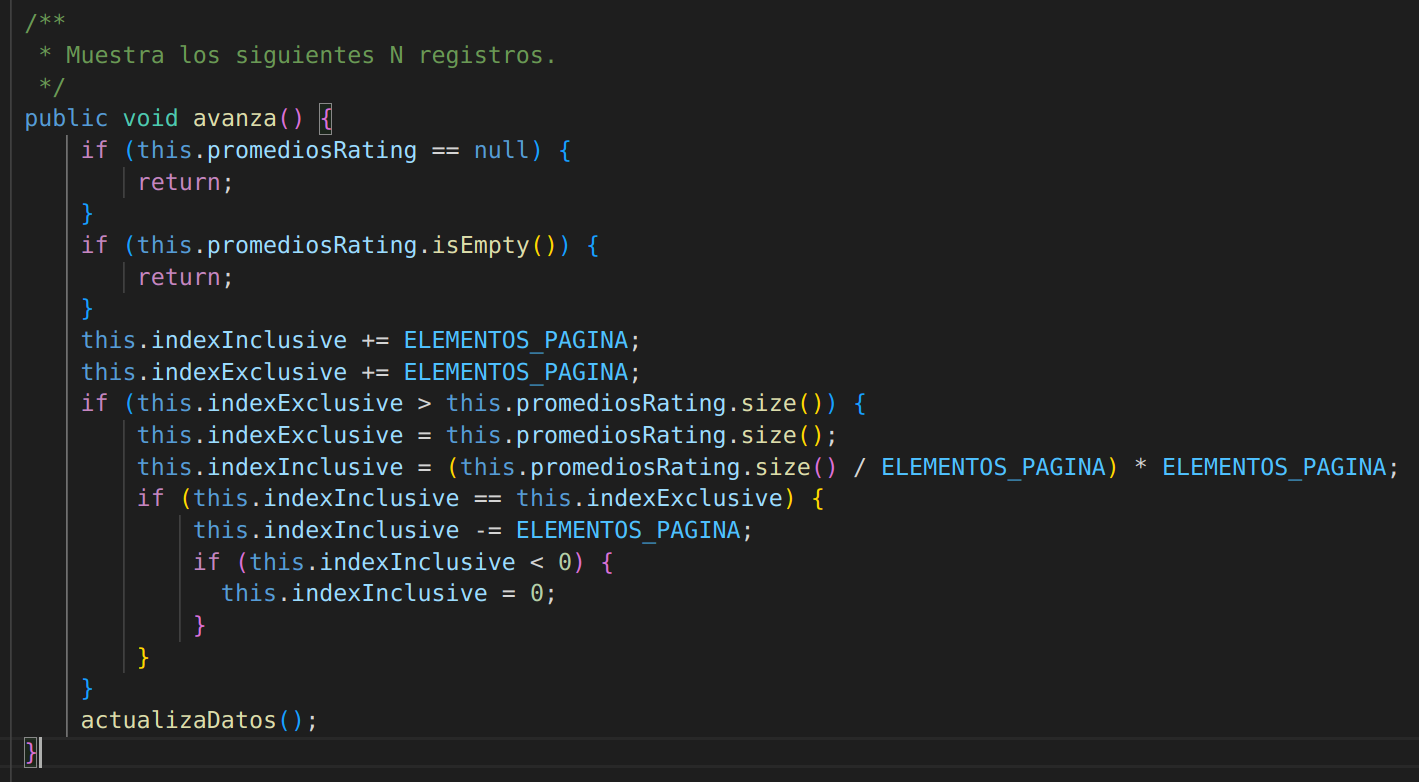 /**
 * Muestra los siguientes N registros.
 */
public void avanza() {
    if (this.promediosRating == null) {
        return;
    }
    if (this.promediosRating.isEmpty()) {
        return;
    }
    this.indexInclusive += ELEMENTOS_PAGINA;
    this.indexExclusive += ELEMENTOS_PAGINA;
    if (this.indexExclusive > this.promediosRating.size()) {
        this.indexExclusive = this.promediosRating.size();
        this.indexInclusive = (this.promediosRating.size() / ELEMENTOS_PAGINA) * ELEMENTOS_PAGINA;
        if (this.indexInclusive == this.indexExclusive) {
            this.indexInclusive -= ELEMENTOS_PAGINA;
            if (this.indexInclusive < 0) {
              this.indexInclusive = 0;
            }
        }
    }
    actualizaDatos();
}